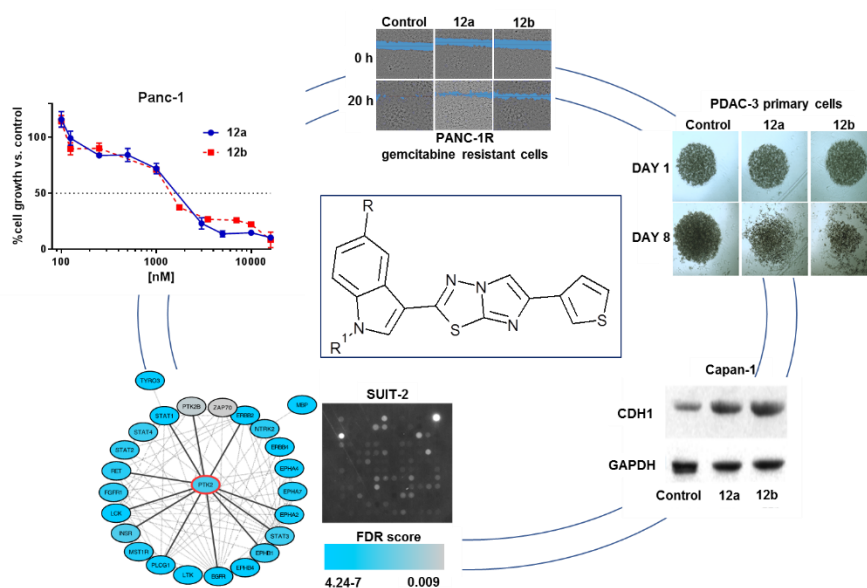 Control 12a 12b
0 h
20 h
PANC-1R
gemcitabine resistant cells
Panc-1
12a
12b
%cell growth vs. control
100
50
0
100 1000 10000
[nM]
PDAC-3 primary cells
Control 12a 12b
DAY 1
DAY 8
R
N
N
S
N
S
N
R¹
TYRO3
PTK2B
ZAP70
STAT1
ERBB2
MBP
STAT4
NTRK2
STAT2
ERBB4
RET
EPHA4
PTK2
FGFR1
EPHA7
LCK
EPHA2
INSR
STAT3
MST1R
EPHB1
PLCG1
EPHB4
LTK
EGFR
SUIT-2
FDR score
4.24-7 0.009
Capan-1
CDH1
GAPDH
Control 12a 12b